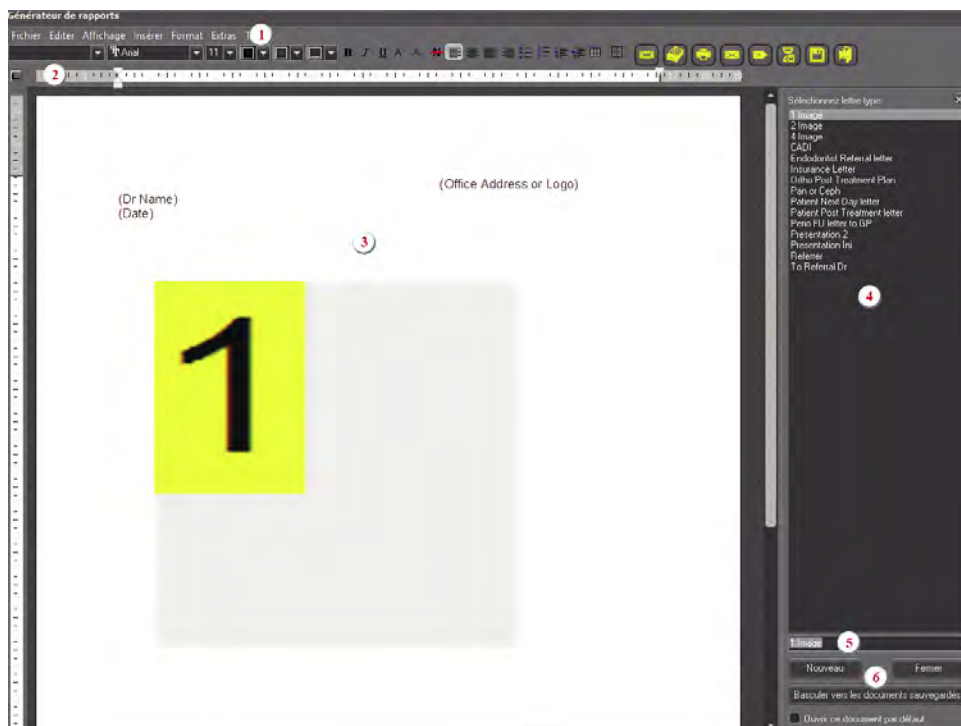 Générateur de rapports
Fichier Editer Affichage Insérer Format Extras
1
Arial 11 B I U
2
Sélectionnez lettre type:
1 Image
2 Image
4 Image
CADI
Endodontist Referral letter
Insurance Letter
Ortho Post Treatment Plan
Pan or Ceph
Patient Next Day letter
Patient Post Treatment letter
Perio FU letter to GP
Presentation 2
Presentation Ini
Referrer
To Referral Dr
(Office Address or Logo)
(Dr Name)
(Date)
3
1
4
1 Image
5
Nouveau Fermer
6
Basculer vers les documents sauvegardés
Ouvrir ce document par défaut